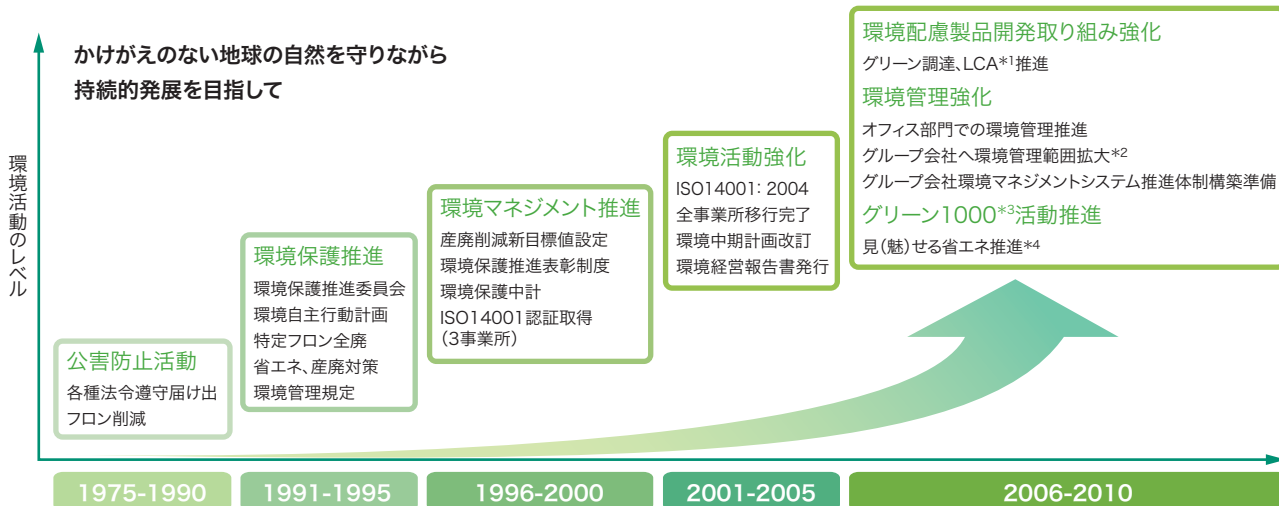 かけがえのない地球の自然を守りながら
持続的発展を目指して
環境活動のレベル
公害防止活動
各種法令遵守届け出
フロン削減
環境保護推進
環境保護推進委員会
環境自主行動計画
特定フロン全廃
省エネ、産廃対策
環境管理規定
環境マネジメント推進
産廃削減新目標値設定
環境保護推進表彰制度
環境保護中計
ISO14001認証取得
（3事業所）
環境活動強化
ISO14001：2004
全事業所移行完了
環境中期計画改訂
環境経営報告書発行
環境配慮製品開発取り組み強化
グリーン調達、LCA*1推進
環境管理強化
オフィス部門での環境管理推進
グループ会社へ環境管理範囲拡大*2
グループ会社環境マネジメントシステム推進体制構築準備
グリーン1000*3活動推進
見（魅）せる省エネ推進*4
1975-1990
1991-1995
1996-2000
2001-2005
2006-2010